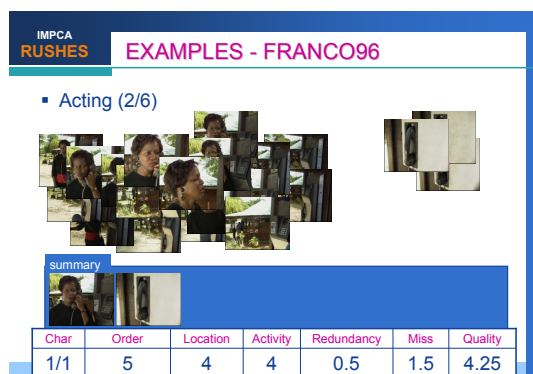 IMPCA
RUSHES
EXAMPLES - FRANCO96
▪ Acting (2/6)
summary
Char Order Location Activity Redundancy Miss Quality
1/1 5 4 4 0.5 1.5 4.25